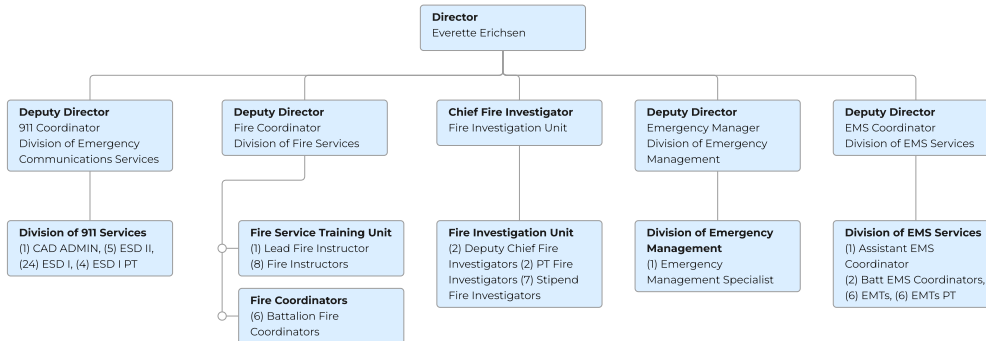 Director
Everette Erichsen
Deputy Director
911 Coordinator
Division of Emergency
Communications Services
Deputy Director
Fire Coordinator
Division of Fire Services
Chief Fire Investigator
Fire Investigation Unit
Deputy Director
Emergency Manager
Division of Emergency
Management
Deputy Director
EMS Coordinator
Division of EMS Services
Division of 911 Services
(1) CAD ADMIN, (5) ESD II,
(24) ESD I, (4) ESD I PT
Fire Service Training Unit
(1) Lead Fire Instructor
(8) Fire Instructors
Fire Coordinators
(6) Battalion Fire
Coordinators
Fire Investigation Unit
(2) Deputy Chief Fire
Investigators (2) PT Fire
Investigators (7) Stipend
Fire Investigators
Division of Emergency
Management
(1) Emergency
Management Specialist
Division of EMS Services
(1) Assistant EMS
Coordinator
(2) Batt EMS Coordinators,
(6) EMTs, (6) EMTs PT